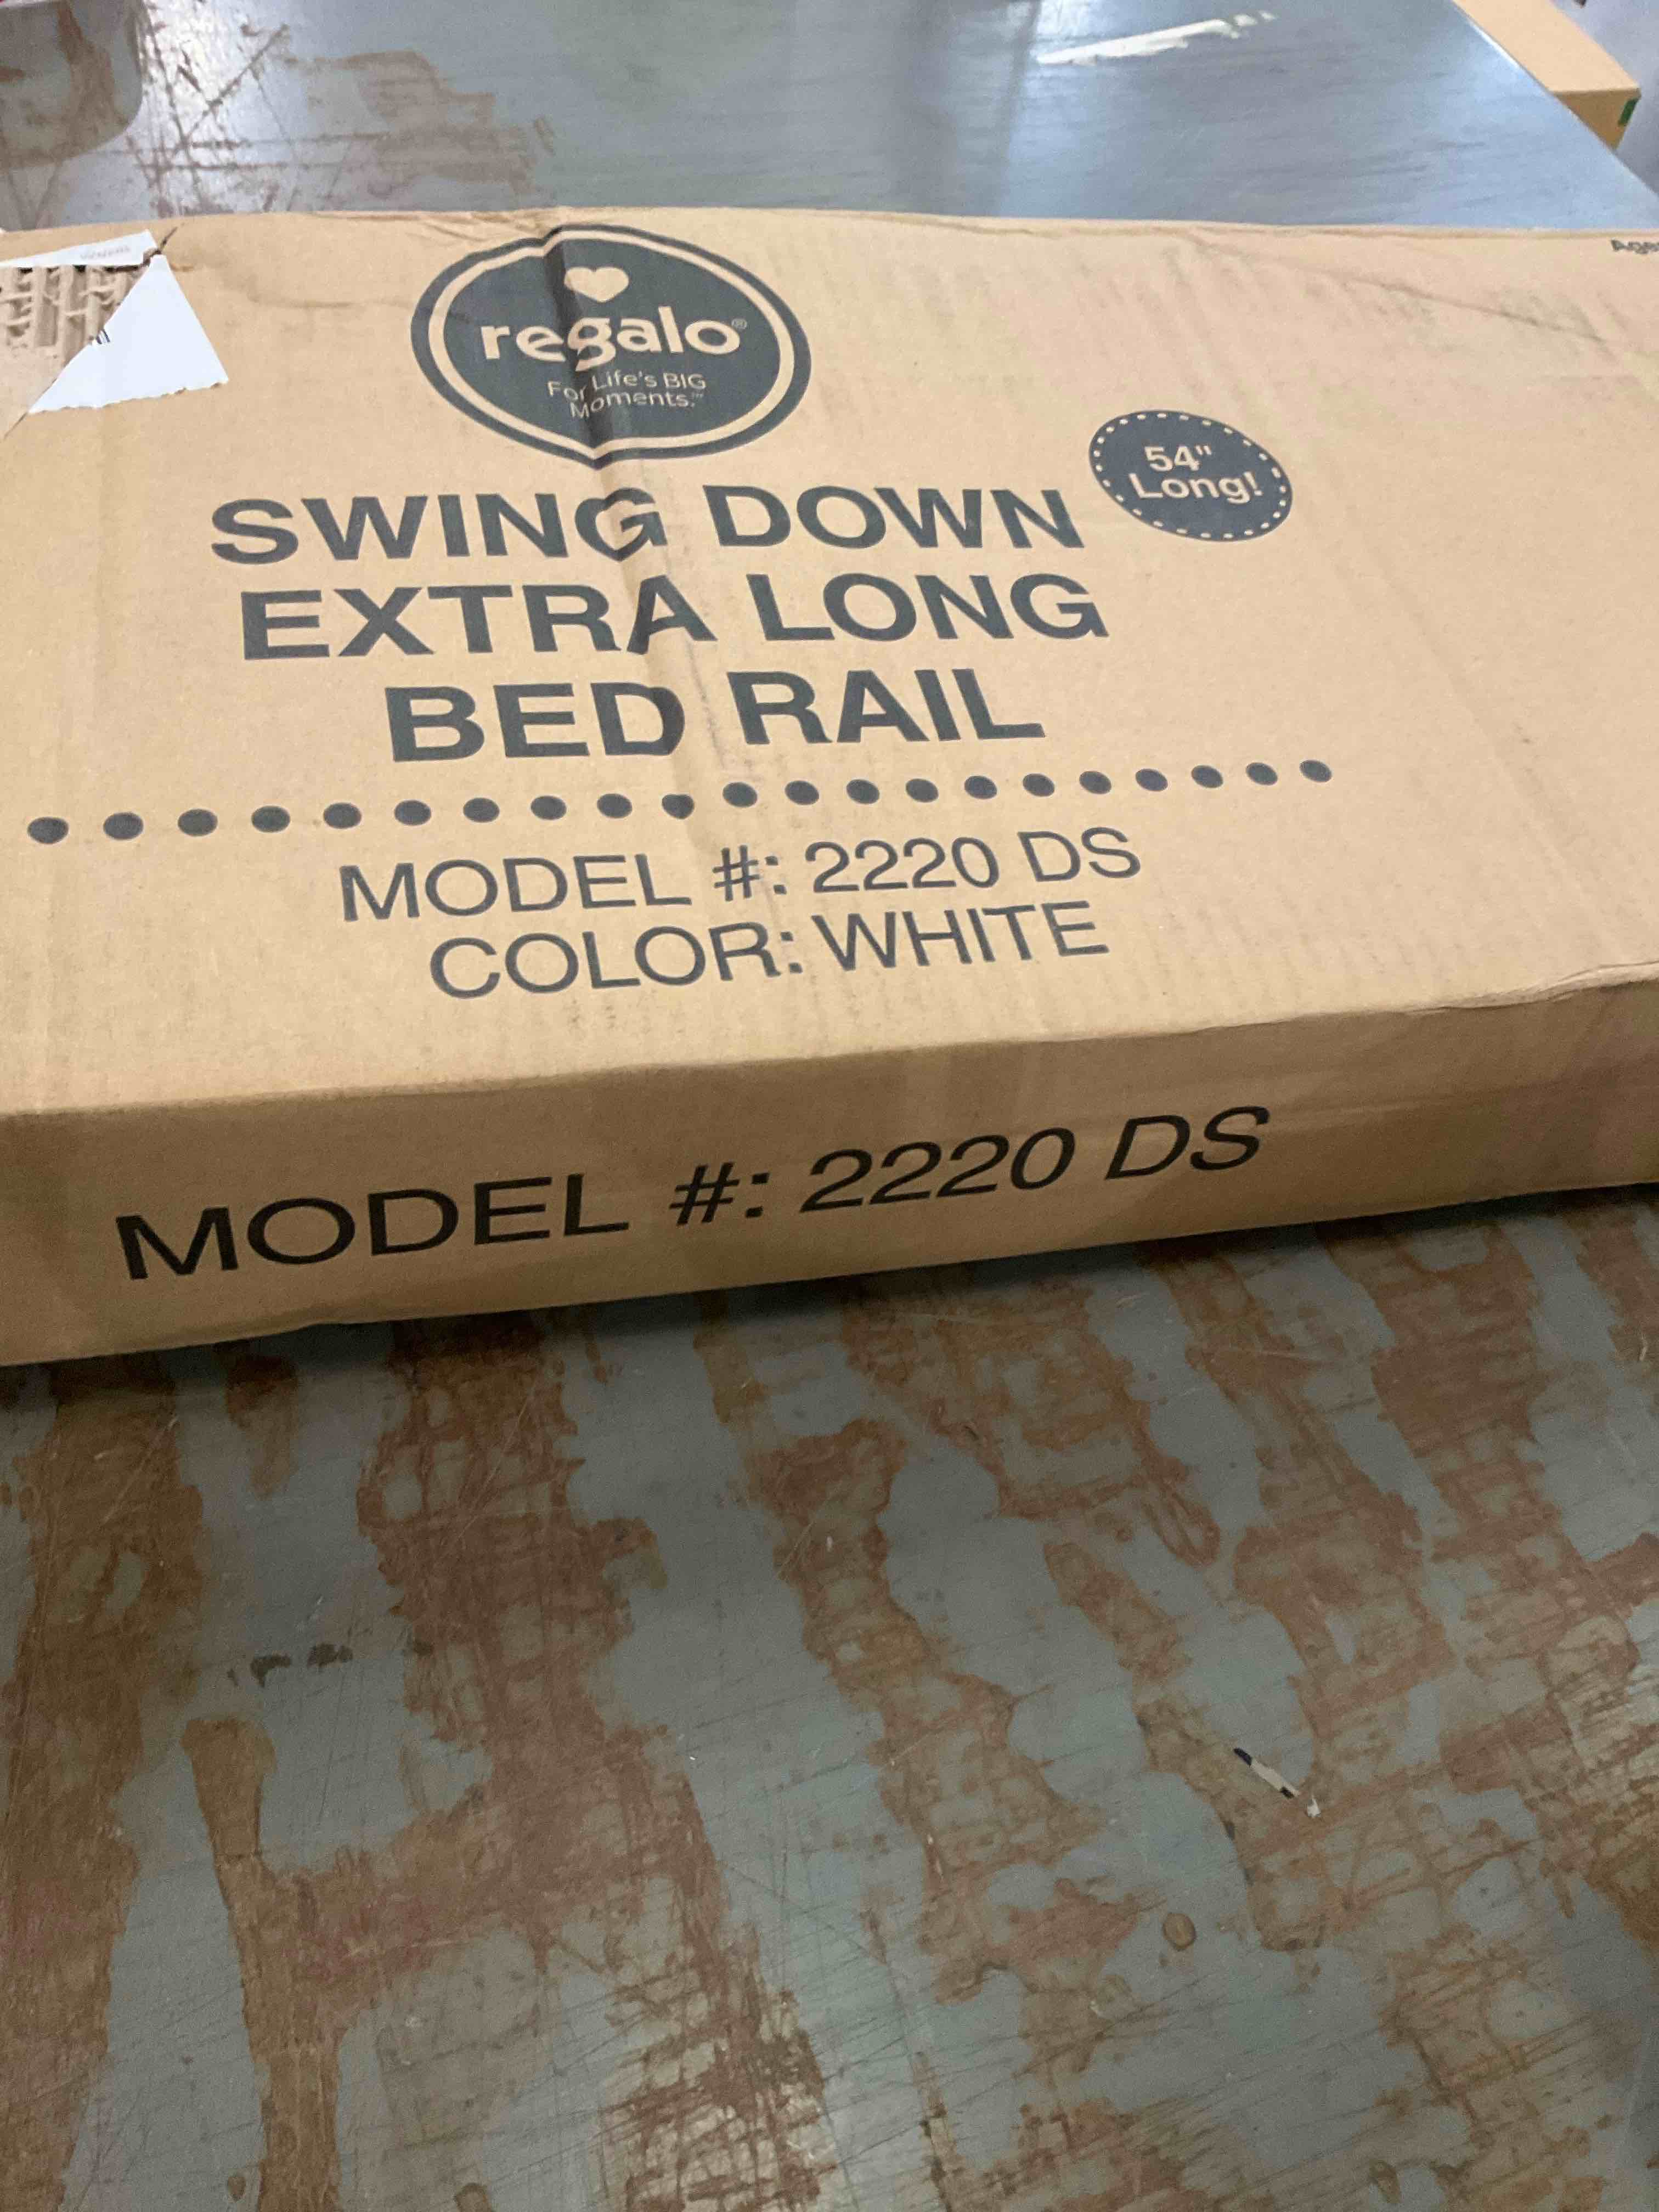 regalo®
For Life's BIG
Moments.™
54"
Long!
SWING DOWN
EXTRA LONG
BED RAIL
MODEL #: 2220 DS
COLOR: WHITE
MODEL #: 2220 DS